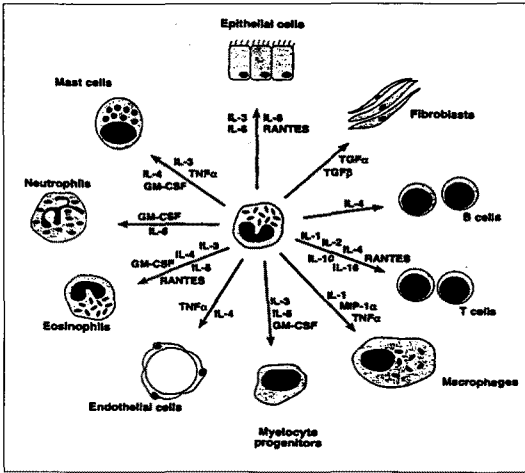 Epithelial cells
Mast cells
Fibroblasts
IL-3 IL-8
IL-6 RANTES
IL-3
IL-4 TNFα
GM-CSF
TGFα
TGFβ
Neutrophils
GM-CSF
IL-8
IL-4
B cells
IL-3
IL-4
GM-CSF IL-5
RANTES
IL-1
IL-2
IL-4
IL-10 RANTES
IL-16
Eosinophils
T cells
TNFα IL-4
IL-3
IL-5
GM-CSF
IL-1
MIP-1α
TNFα
Macrophages
Endothelial cells
Myelocyte
progenitors